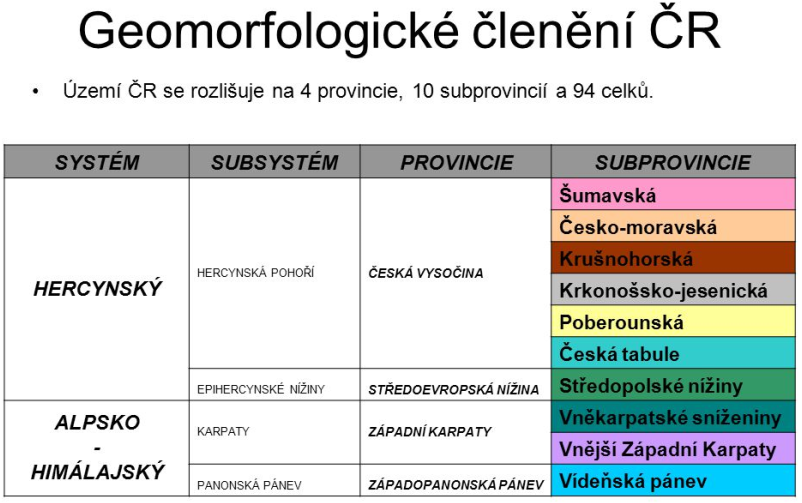 Geomorfologické členění ČR
• Území ČR se rozlišuje na 4 provincie, 10 subprovincií a 94 celků.
SYSTÉM SUBSYSTÉM PROVINCIE SUBPROVINCIE
HERCYNSKÝ
HERCYNSKÁ POHOŘÍ
ČESKÁ VYSOČINA
Šumavská
Česko-moravská
Krušnohorská
Krkonošsko-jesenická
Poberounská
Česká tabule
EPIHERCYNSKÉ NÍŽINY
STŘEDOEVROPSKÁ NÍŽINA
Středopolské nížiny
ALPSKO
-
HIMÁLAJSKÝ
KARPATY
ZÁPADNÍ KARPATY
Vněkarpatské sníženiny
Vnější Západní Karpaty
PANONSKÁ PÁNEV
ZÁPADOPANONSKÁ PÁNEV
Vídeňská pánev